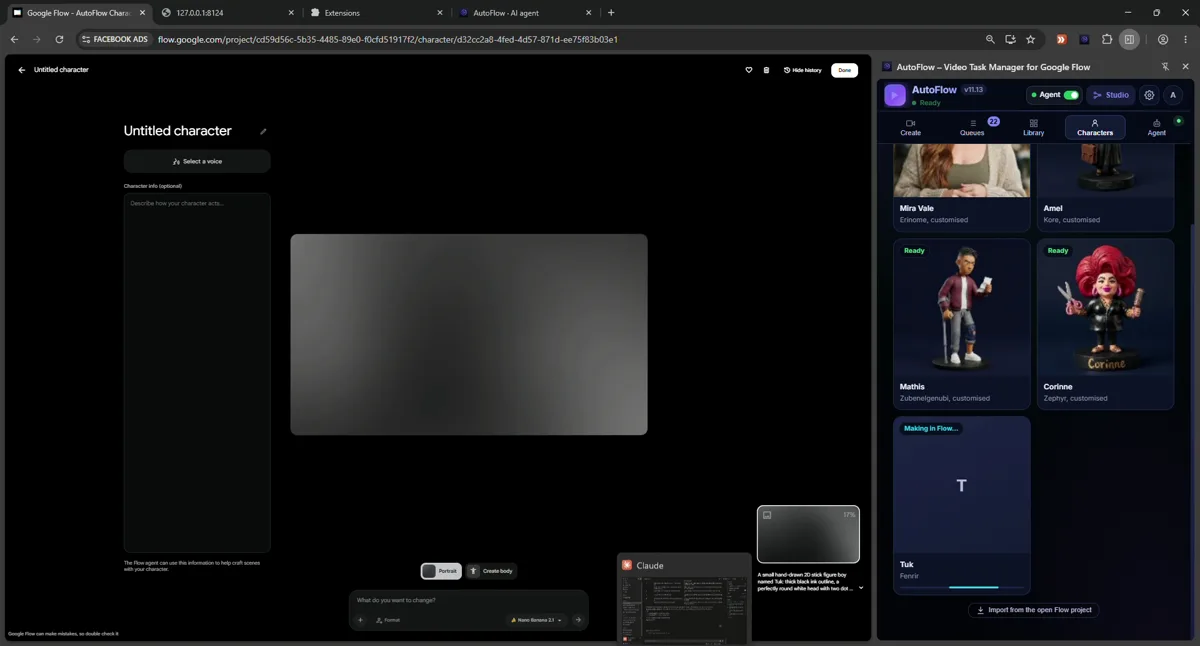 Google Flow - AutoFlow Char
127.0.0.1:8124
Extensions
AutoFlow - AI agent
FACEBOOK ADS
flow.google.com/project/cd59d56c-5b35-4485-89e0-f0cfd51917f2/character/d32cc2a8-4fed-4d57-871d-ee75f83b03e1
Untitled character
Hide history
Done
Untitled character
Select a voice
Character info (optional)
Describe how your character acts...
The Flow agent can use this information to help craft scenes
with your character.
17%
A small hand-drawn 2D stick figure boy
named Tuk: thick black ink outline, a
perfectly round white head with two dot ...
Portrait
Create body
What do you want to change?
Format
Nano Banana 2.1
Claude
Google Flow can make mistakes, so double check it
AutoFlow – Video Task Manager for Google Flow
AutoFlow v11.13
Ready
Agent
Studio
A
Create
Queues
22
Library
Characters
Agent
Mira Vale
Erinome, customised
Amel
Kore, customised
Ready
Mathis
Zubenelgenubi, customised
Ready
Corinne
Corinne
Zephyr, customised
Making in Flow...
T
Tuk
Fenrir
Import from the open Flow project